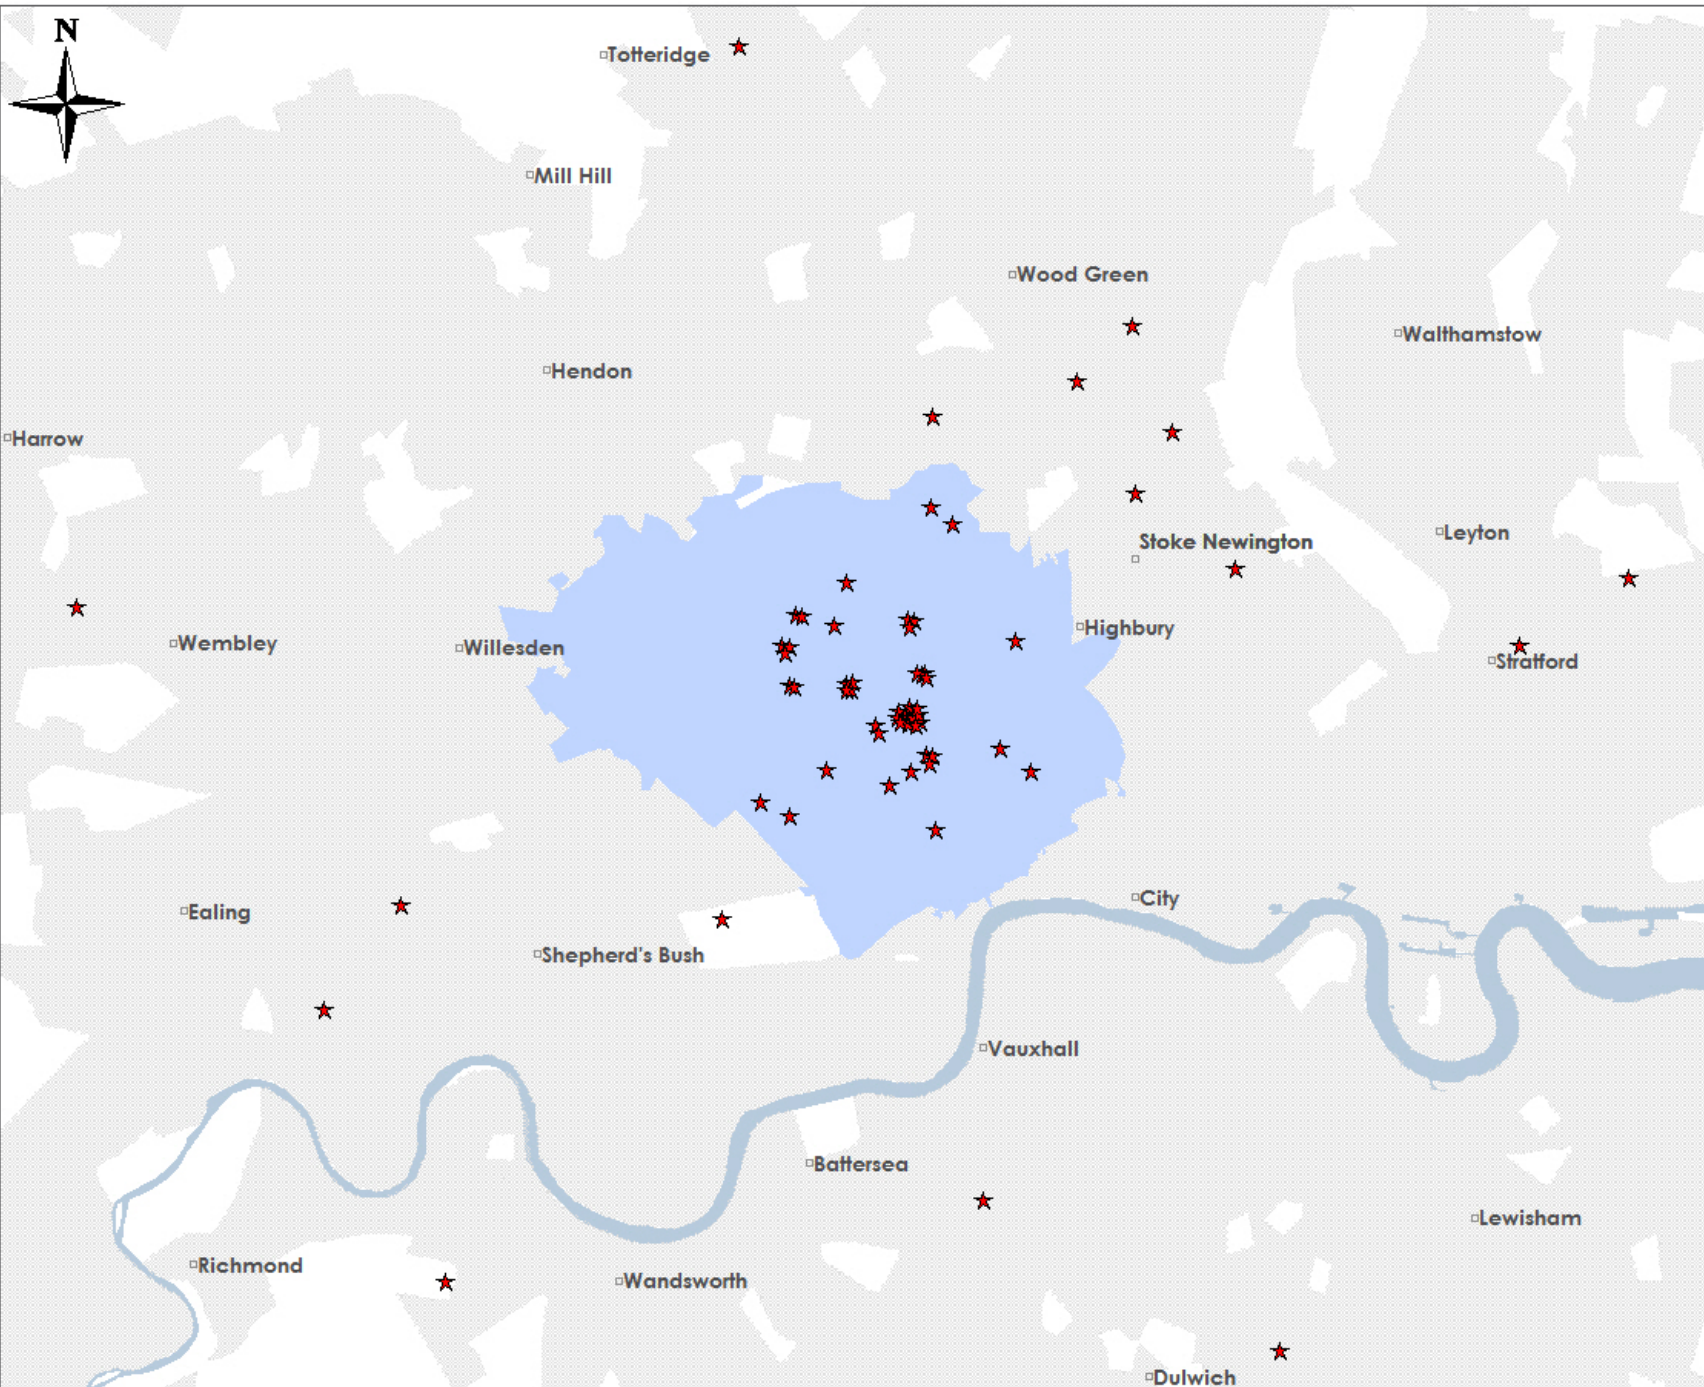 N
Totteridge
Mill Hill
Wood Green
Walthamstow
Hendon
Harrow
Leyton
Stoke Newington
Highbury
Wembley
Willesden
Stratford
City
Ealing
Shepherd's Bush
Vauxhall
Battersea
Lewisham
Richmond
Wandsworth
Dulwich